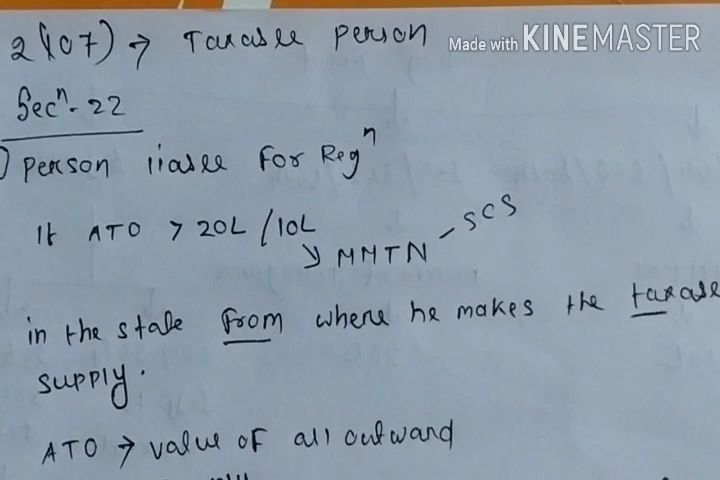 2(107) → Taxable person
Made with KINEMASTER
Secⁿ- 22
) person liable For Regⁿ
If ATO > 20L / 10L
↘ MMTN - SCS
in the state From where he makes the taxable
supply.
ATO → value of all outward